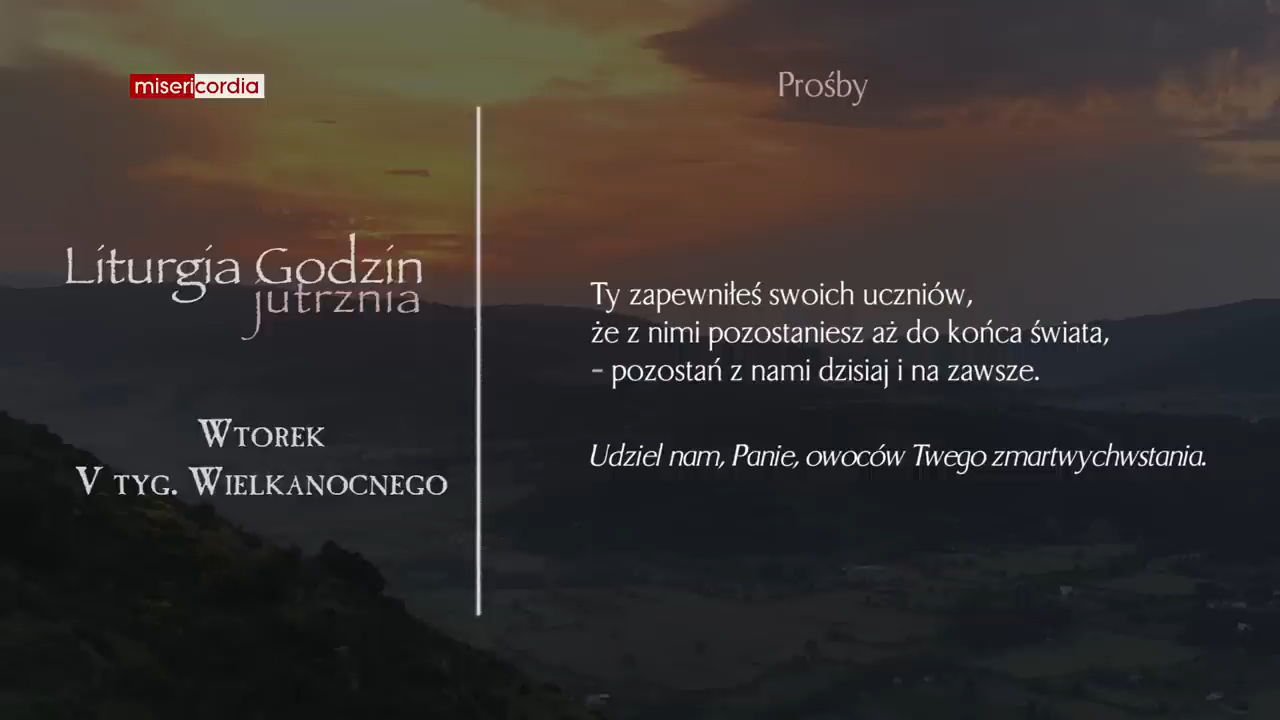 misericordia
Prośby
Liturgia Godzin
jutrznia
Wtorek
V tyg. Wielkanocnego
Ty zapewniłeś swoich uczniów,
że z nimi pozostaniesz aż do końca świata,
– pozostań z nami dzisiaj i na zawsze.
Udziel nam, Panie, owoców Twego zmartwychwstania.